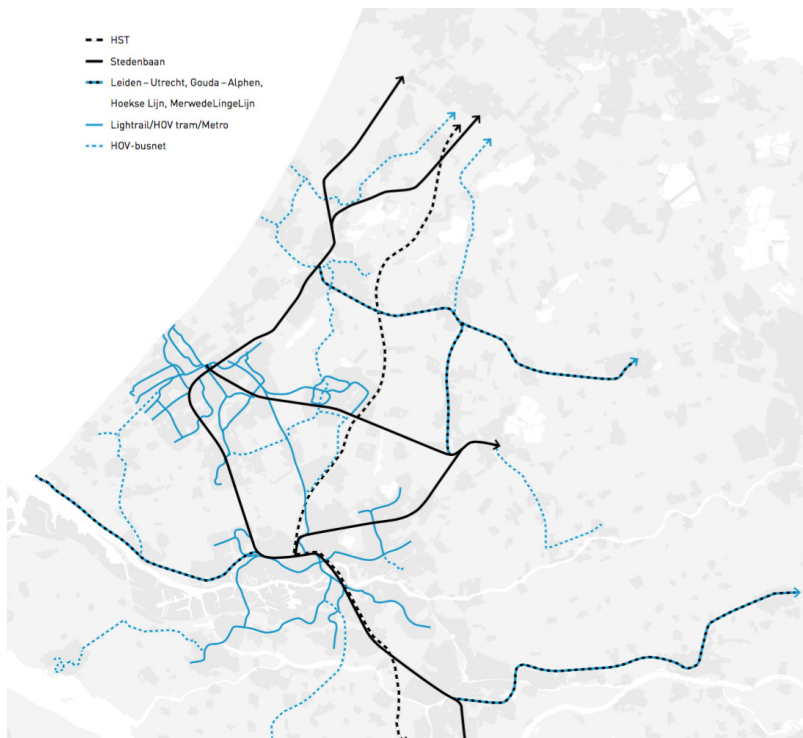 HST
Stedenbaan
Leiden – Utrecht, Gouda – Alphen,
Hoekse Lijn, MerwedeLingeLijn
Lightrail/HOV tram/Metro
HOV-busnet